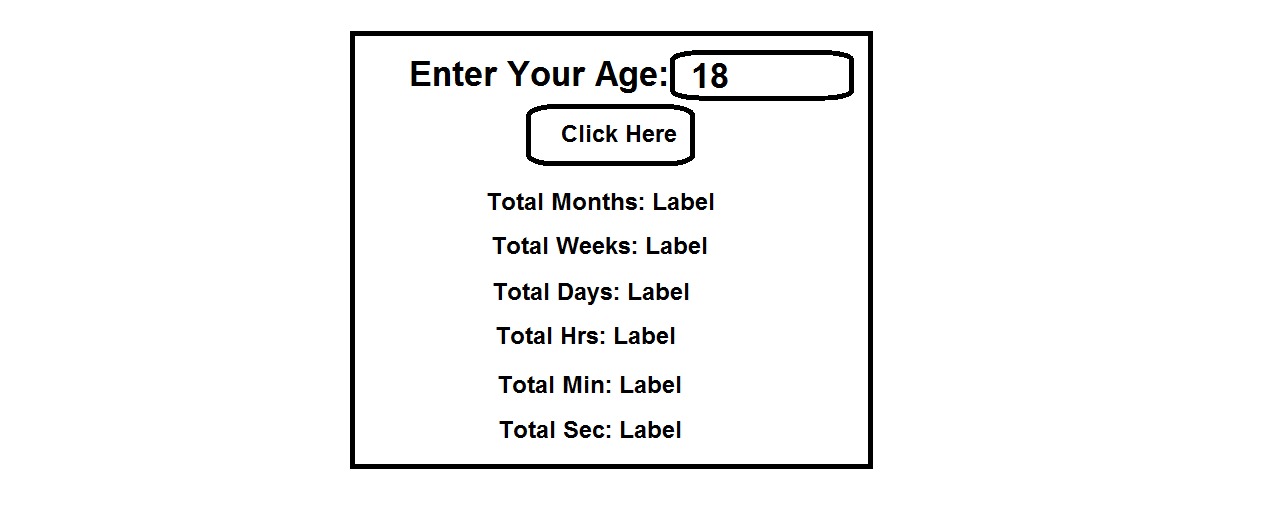 Enter Your Age: 18
Click Here
Total Months: Label
Total Weeks: Label
Total Days: Label
Total Hrs: Label
Total Min: Label
Total Sec: Label